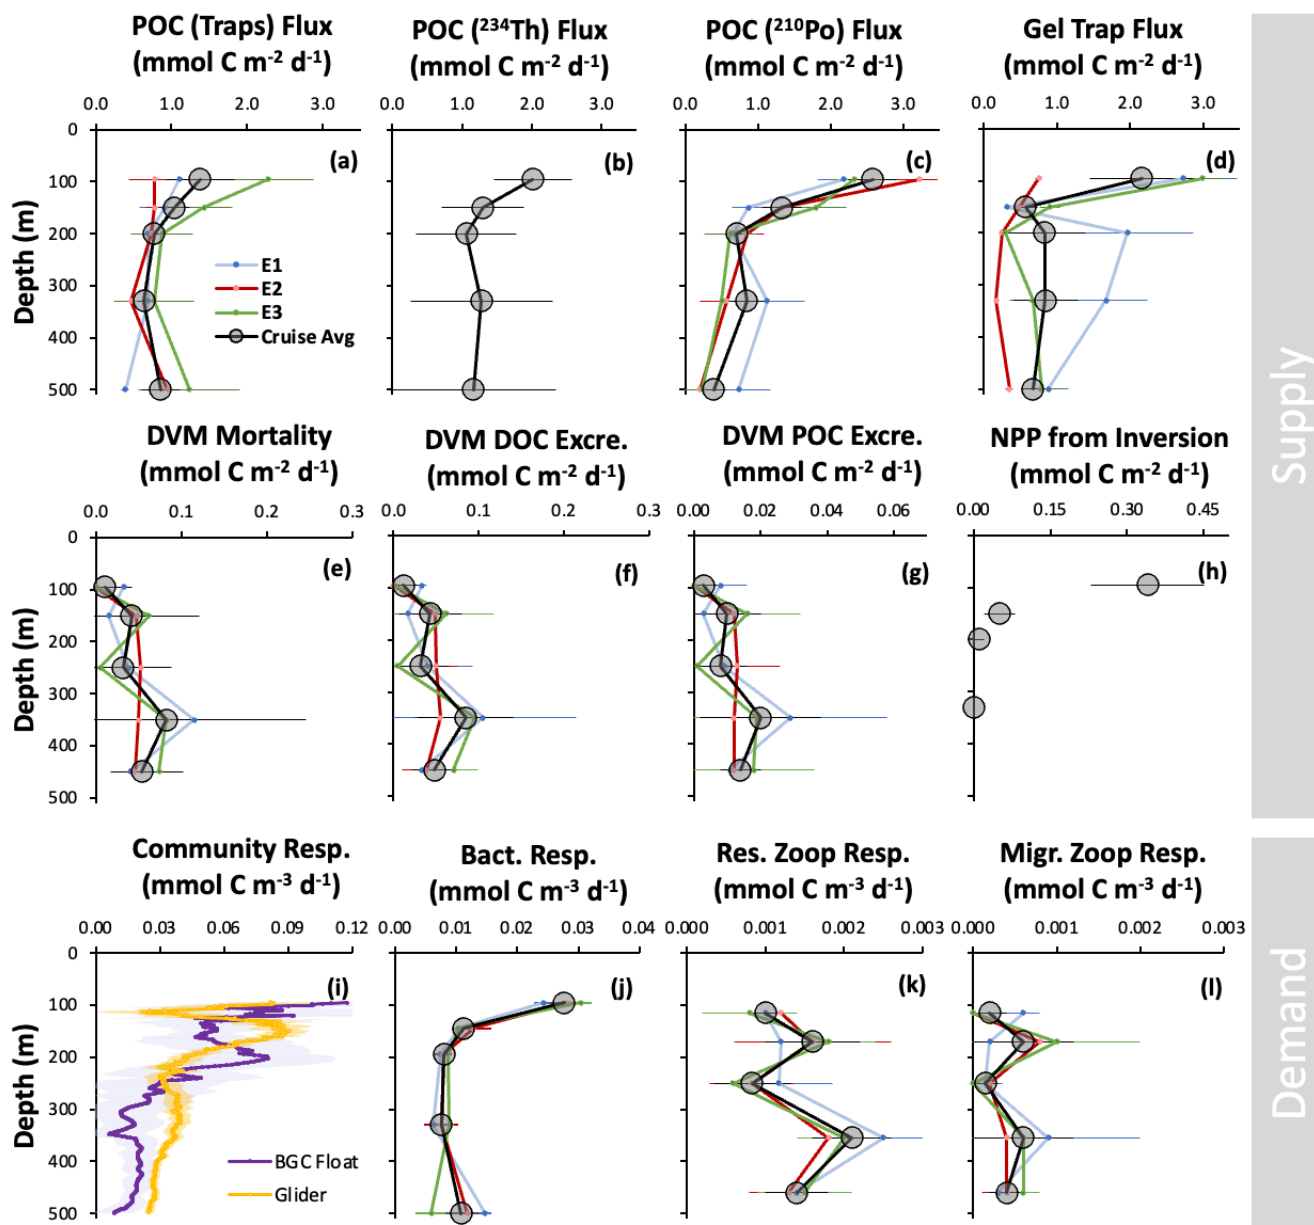 POC (Traps) Flux
(mmol C m-2 d-1)
POC (234Th) Flux
(mmol C m-2 d-1)
POC (210Po) Flux
(mmol C m-2 d-1)
Gel Trap Flux
(mmol C m-2 d-1)
0.0 1.0 2.0 3.0
0.0 1.0 2.0 3.0
0.0 1.0 2.0 3.0
0.0 1.0 2.0 3.0
0
100
200
300
400
500
Depth (m)
(a)
(b)
(c)
(d)
E1
E2
E3
Cruise Avg
Supply
DVM Mortality
(mmol C m-2 d-1)
DVM DOC Excre.
(mmol C m-2 d-1)
DVM POC Excre.
(mmol C m-2 d-1)
NPP from Inversion
(mmol C m-2 d-1)
0.0 0.1 0.2 0.3
0.0 0.1 0.2 0.3
0.00 0.02 0.04 0.06
0.00 0.15 0.30 0.45
0
100
200
300
400
500
Depth (m)
(e)
(f)
(g)
(h)
Community Resp.
(mmol C m-3 d-1)
Bact. Resp.
(mmol C m-3 d-1)
Res. Zoop Resp.
(mmol C m-3 d-1)
Migr. Zoop Resp.
(mmol C m-3 d-1)
0.00 0.03 0.06 0.09 0.12
0.00 0.01 0.02 0.03 0.04
0.000 0.001 0.002 0.003
0.000 0.001 0.002 0.003
0
100
200
300
400
500
Depth (m)
(i)
(j)
(k)
(l)
BGC Float
Glider
Demand